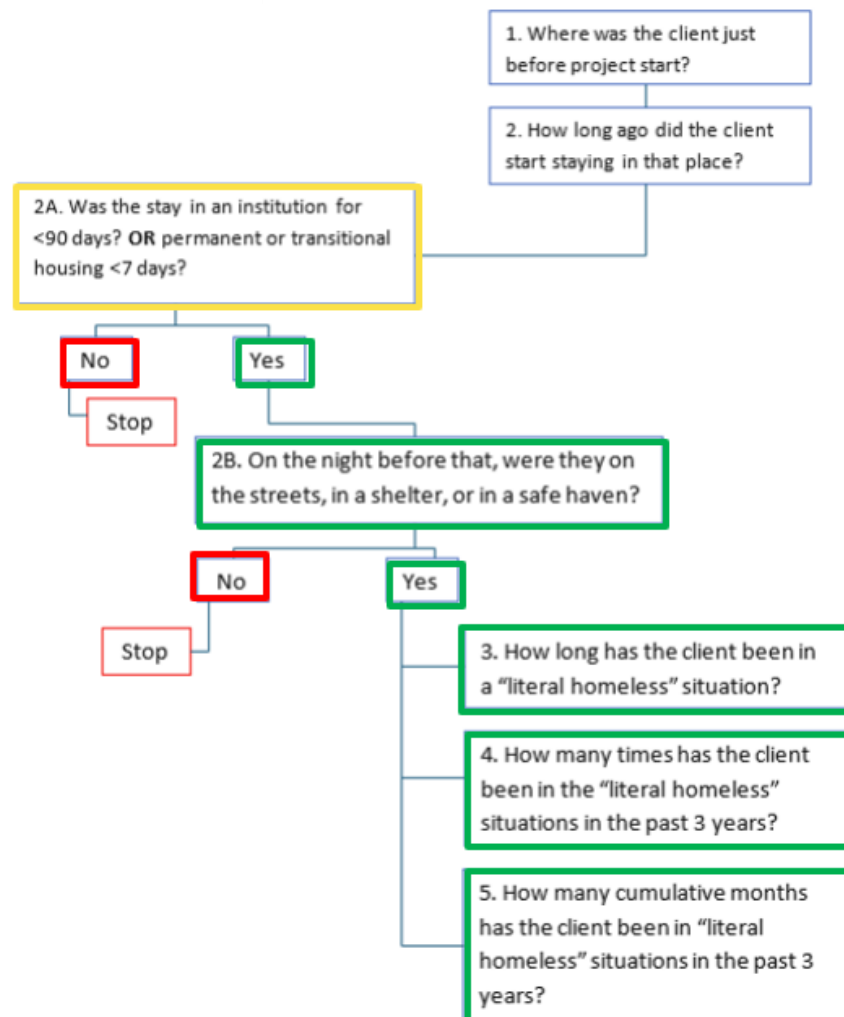 1. Where was the client just
before project start?
2. How long ago did the client
start staying in that place?
2A. Was the stay in an institution for
<90 days? OR permanent or transitional
housing <7 days?
No
Yes
Stop
2B. On the night before that, were they on
the streets, in a shelter, or in a safe haven?
No
Yes
Stop
3. How long has the client been in
a “literal homeless” situation?
4. How many times has the client
been in the “literal homeless”
situations in the past 3 years?
5. How many cumulative months
has the client been in “literal
homeless” situations in the past 3
years?